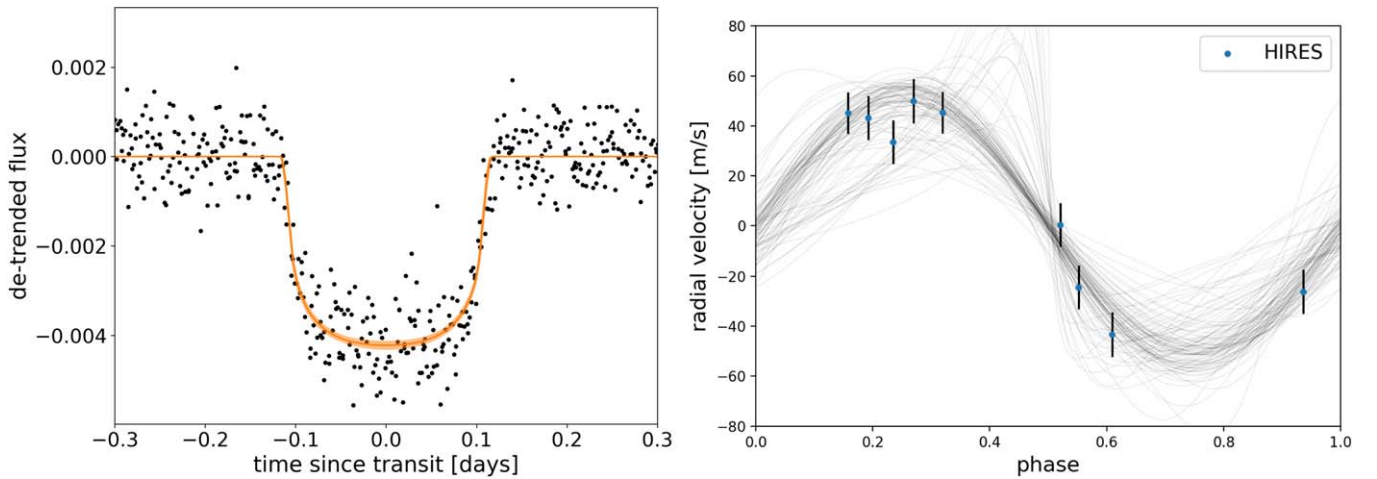 0.002
0.000
−0.002
−0.004
de-trended flux
−0.3 −0.2 −0.1 0.0 0.1 0.2 0.3
time since transit [days]
HIRES
80
60
40
20
0
−20
−40
−60
−80
radial velocity [m/s]
0.0 0.2 0.4 0.6 0.8 1.0
phase